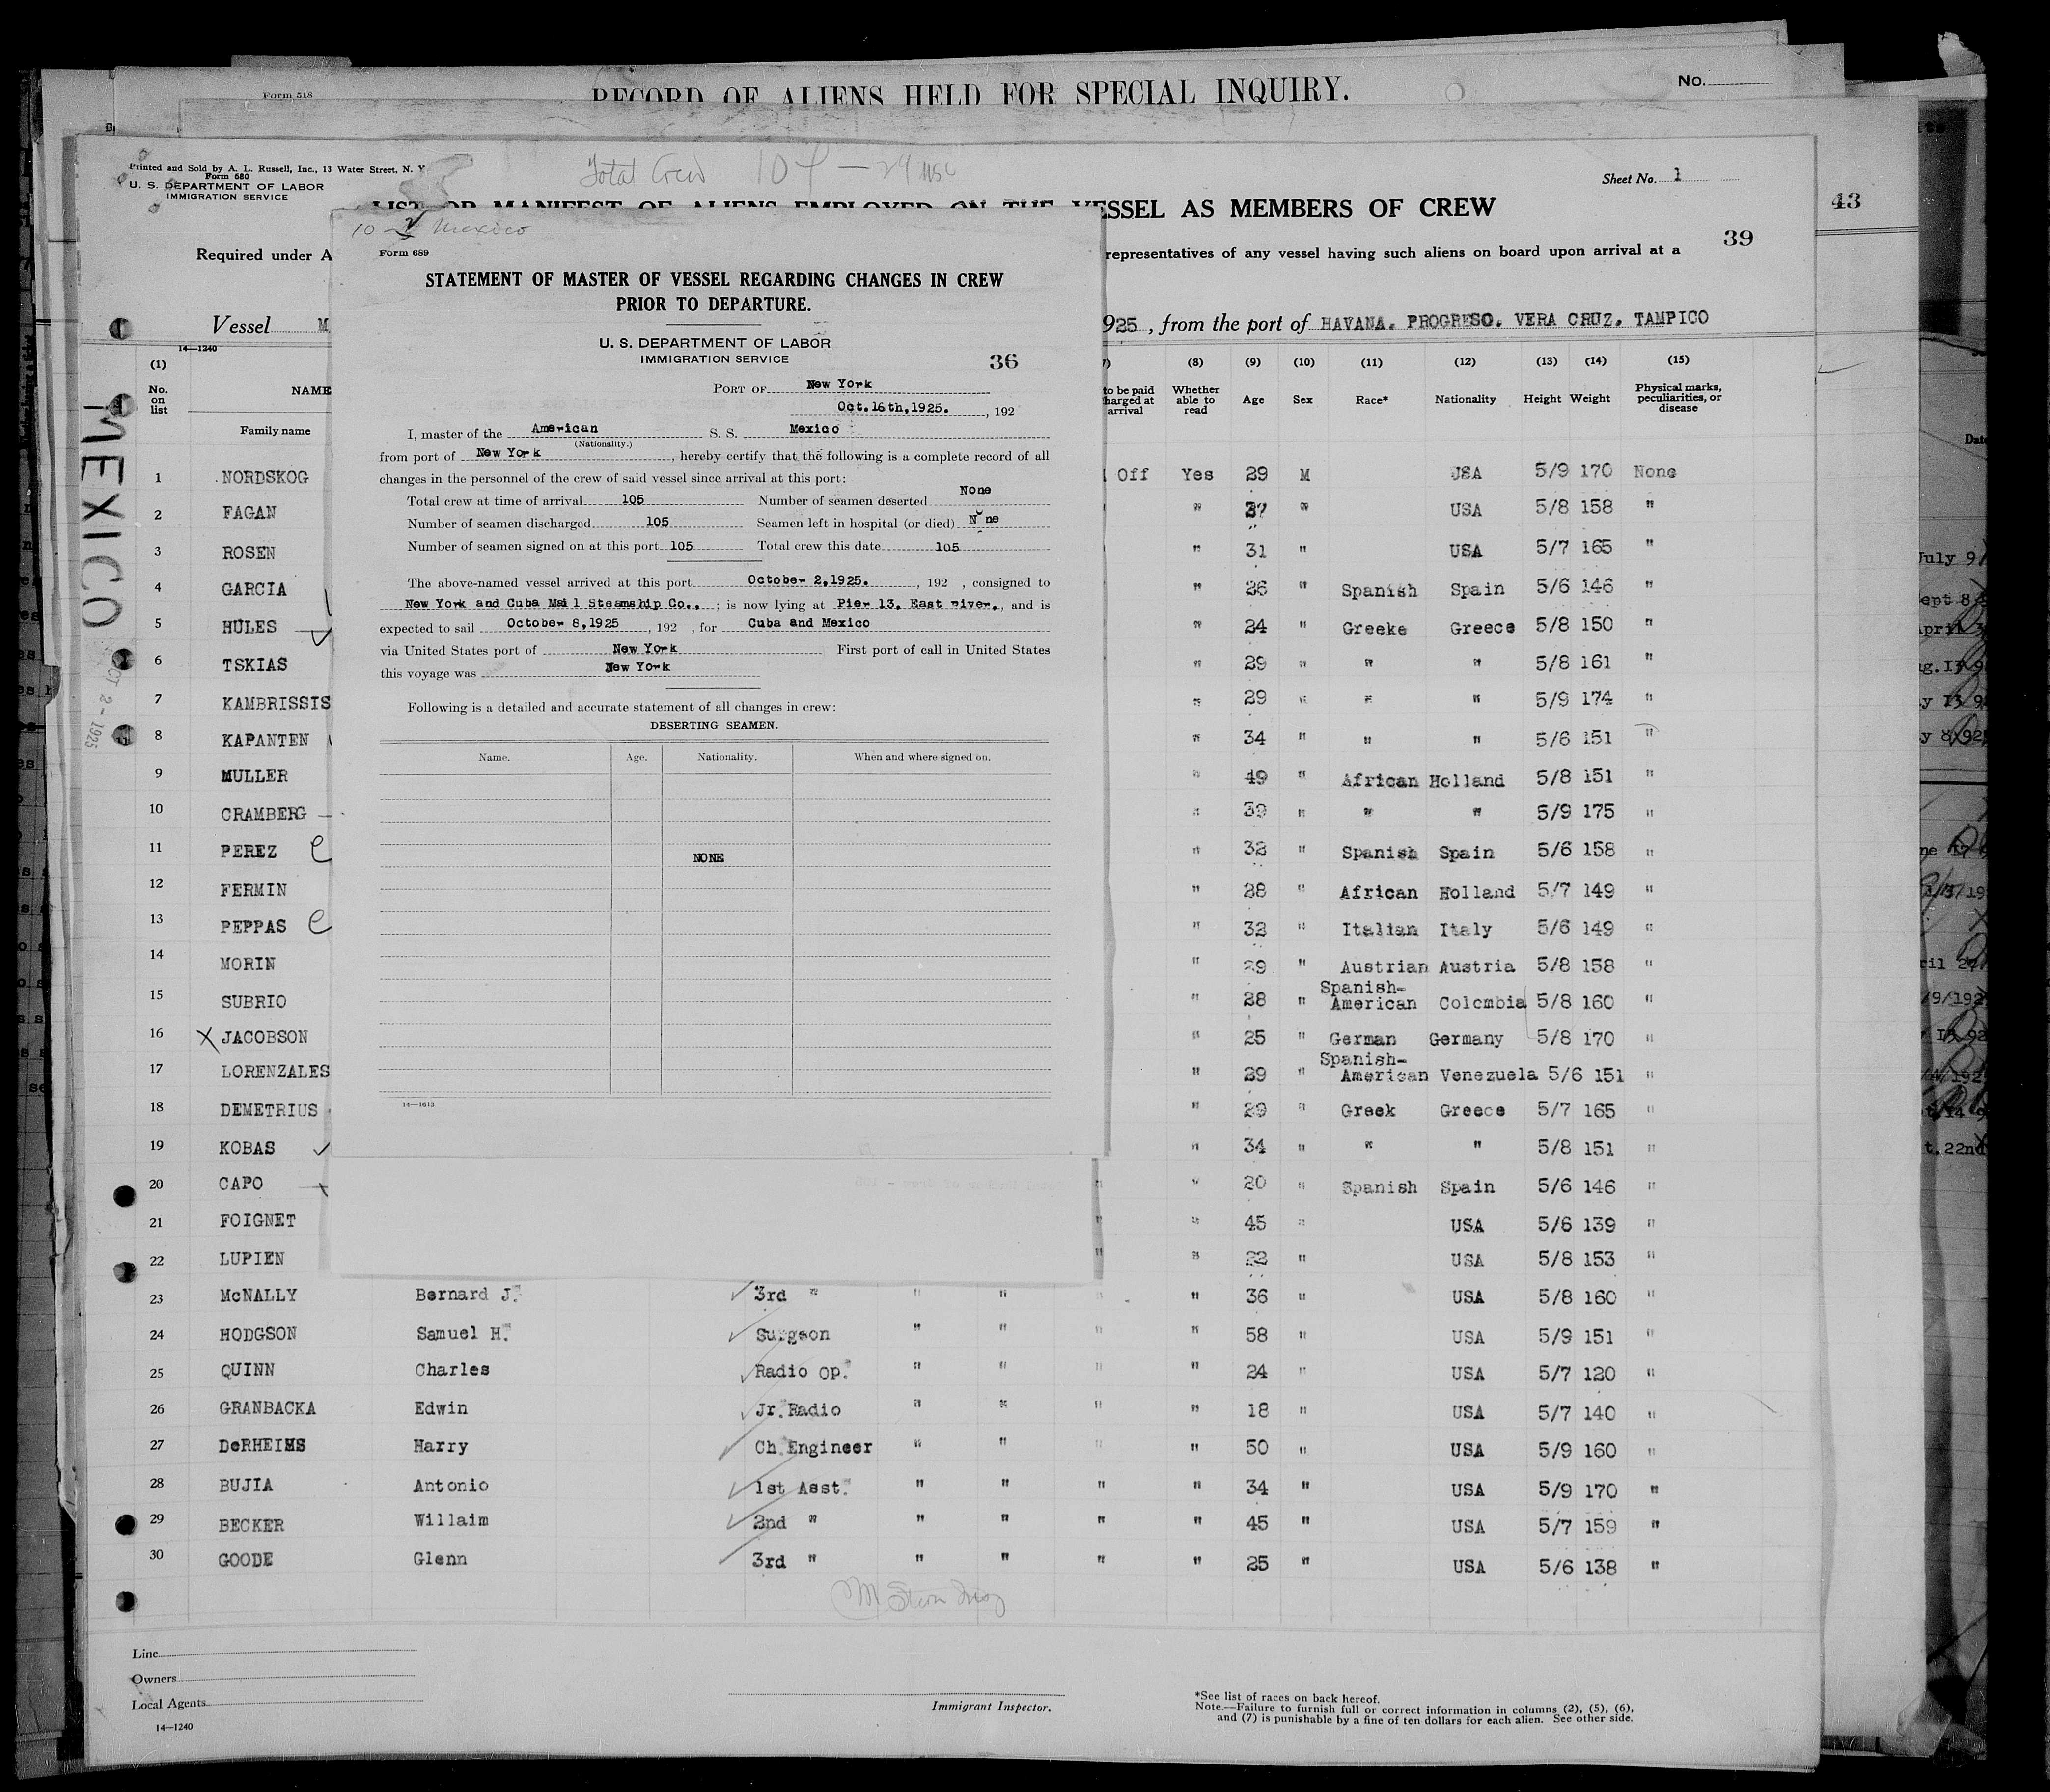 Form 518
RECORD OF ALIENS HELD FOR SPECIAL INQUIRY.
No.
Printed and Sold by A. L. Russell, Inc., 13 Water Street, N. Y.
Form 680
U. S. DEPARTMENT OF LABOR
IMMIGRATION SERVICE
Total Crew 104
Sheet No. 1
LIST OR MANIFEST OF ALIENS EMPLOYED ON THE VESSEL AS MEMBERS OF CREW
43
39
Required under A
representatives of any vessel having such aliens on board upon arrival at a
Vessel M
925, from the port of HAVANA. PROGRESO. VERA CRUZ. TAMPICO
14—1240
MEXICO
OCT 2 - 1925
Mexico
Form 689
STATEMENT OF MASTER OF VESSEL REGARDING CHANGES IN CREW
PRIOR TO DEPARTURE.
U. S. DEPARTMENT OF LABOR
IMMIGRATION SERVICE
36
PORT OF New York
Oct.16th,1925. , 192
I, master of the American S. S. Mexico
(Nationality.)
from port of New York , hereby certify that the following is a complete record of all
changes in the personnel of the crew of said vessel since arrival at this port:
Total crew at time of arrival 105 Number of seamen deserted None
Number of seamen discharged 105 Seamen left in hospital (or died) None
Number of seamen signed on at this port 105 Total crew this date 105
The above-named vessel arrived at this port October 2,1925. , 192 , consigned to
New York and Cuba Mail Steamship Co., ; is now lying at Pier 13, East River, and is
expected to sail October 8,1925 , 192 , for Cuba and Mexico
via United States port of New York First port of call in United States
this voyage was New York
Following is a detailed and accurate statement of all changes in crew:
DESERTING SEAMEN.
Name. Age. Nationality. When and where signed on.
NONE
14—1613
(1) (8) (9) (10) (11) (12) (13) (14) (15)
No. on list NAME to be paid harged at arrival Whether able to read Age Sex Race* Nationality Height Weight Physical marks, peculiarities, or disease
Family name
1 NORDSKOG Off Yes 29 M USA 5/9 170 None
2 FAGAN " 37 " USA 5/8 158 "
3 ROSEN " 31 " USA 5/7 165 "
4 GARCIA " 36 " Spanish Spain 5/6 146 "
5 HULES " 24 " Greeke Greece 5/8 150 "
6 TSKIAS " 29 " " " 5/8 161 "
7 KAMBRISSIS " 29 " " " 5/9 174 "
8 KAPANTEN " 34 " " " 5/6 151 "
9 MULLER " 49 " African Holland 5/8 151 "
10 CRAMBERG " 39 " " " 5/9 175 "
11 PEREZ " 32 " Spanish Spain 5/6 158 "
12 FERMIN " 28 " African Holland 5/7 149 "
13 PEPPAS " 32 " Italian Italy 5/6 149 "
14 MORIN " 29 " Austrian Austria 5/8 158 "
15 SUBRIO " 28 " Spanish-American Colombia 5/8 160 "
16 X JACOBSON " 25 " German Germany 5/8 170 "
17 LORENZALES " 29 " Spanish-American Venezuela 5/6 151 "
18 DEMETRIUS " 29 " Greek Greece 5/7 165 "
19 KOBAS " 34 " " " 5/8 151 "
20 CAPO " " 20 " Spanish Spain 5/6 146 "
21 FOIGNET " " 45 " USA 5/6 139 "
22 LUPIEN " " 22 " USA 5/8 153 "
23 McNALLY Bernard J. 3rd " " " " " 36 " USA 5/8 160 "
24 HODGSON Samuel H. Surgeon " " " " 58 " USA 5/9 151 "
25 QUINN Charles Radio Op. " " " " 24 " USA 5/7 120 "
26 GRANBACKA Edwin Jr.Radio " " " " 18 " USA 5/7 140 "
27 DeRHEIMS Harry Ch.Engineer " " " " 50 " USA 5/9 160 "
28 BUJIA Antonio 1st Asst. " " " " 34 " USA 5/9 170 "
29 BECKER Willaim 2nd " " " " " 45 " USA 5/7 159 "
30 GOODE Glenn 3rd " " " " " 25 " USA 5/6 138 "
Line
Owners
Local Agents
14—1240
Immigrant Inspector.
*See list of races on back hereof.
Note.—Failure to furnish full or correct information in columns (2), (5), (6),
and (7) is punishable by a fine of ten dollars for each alien. See other side.